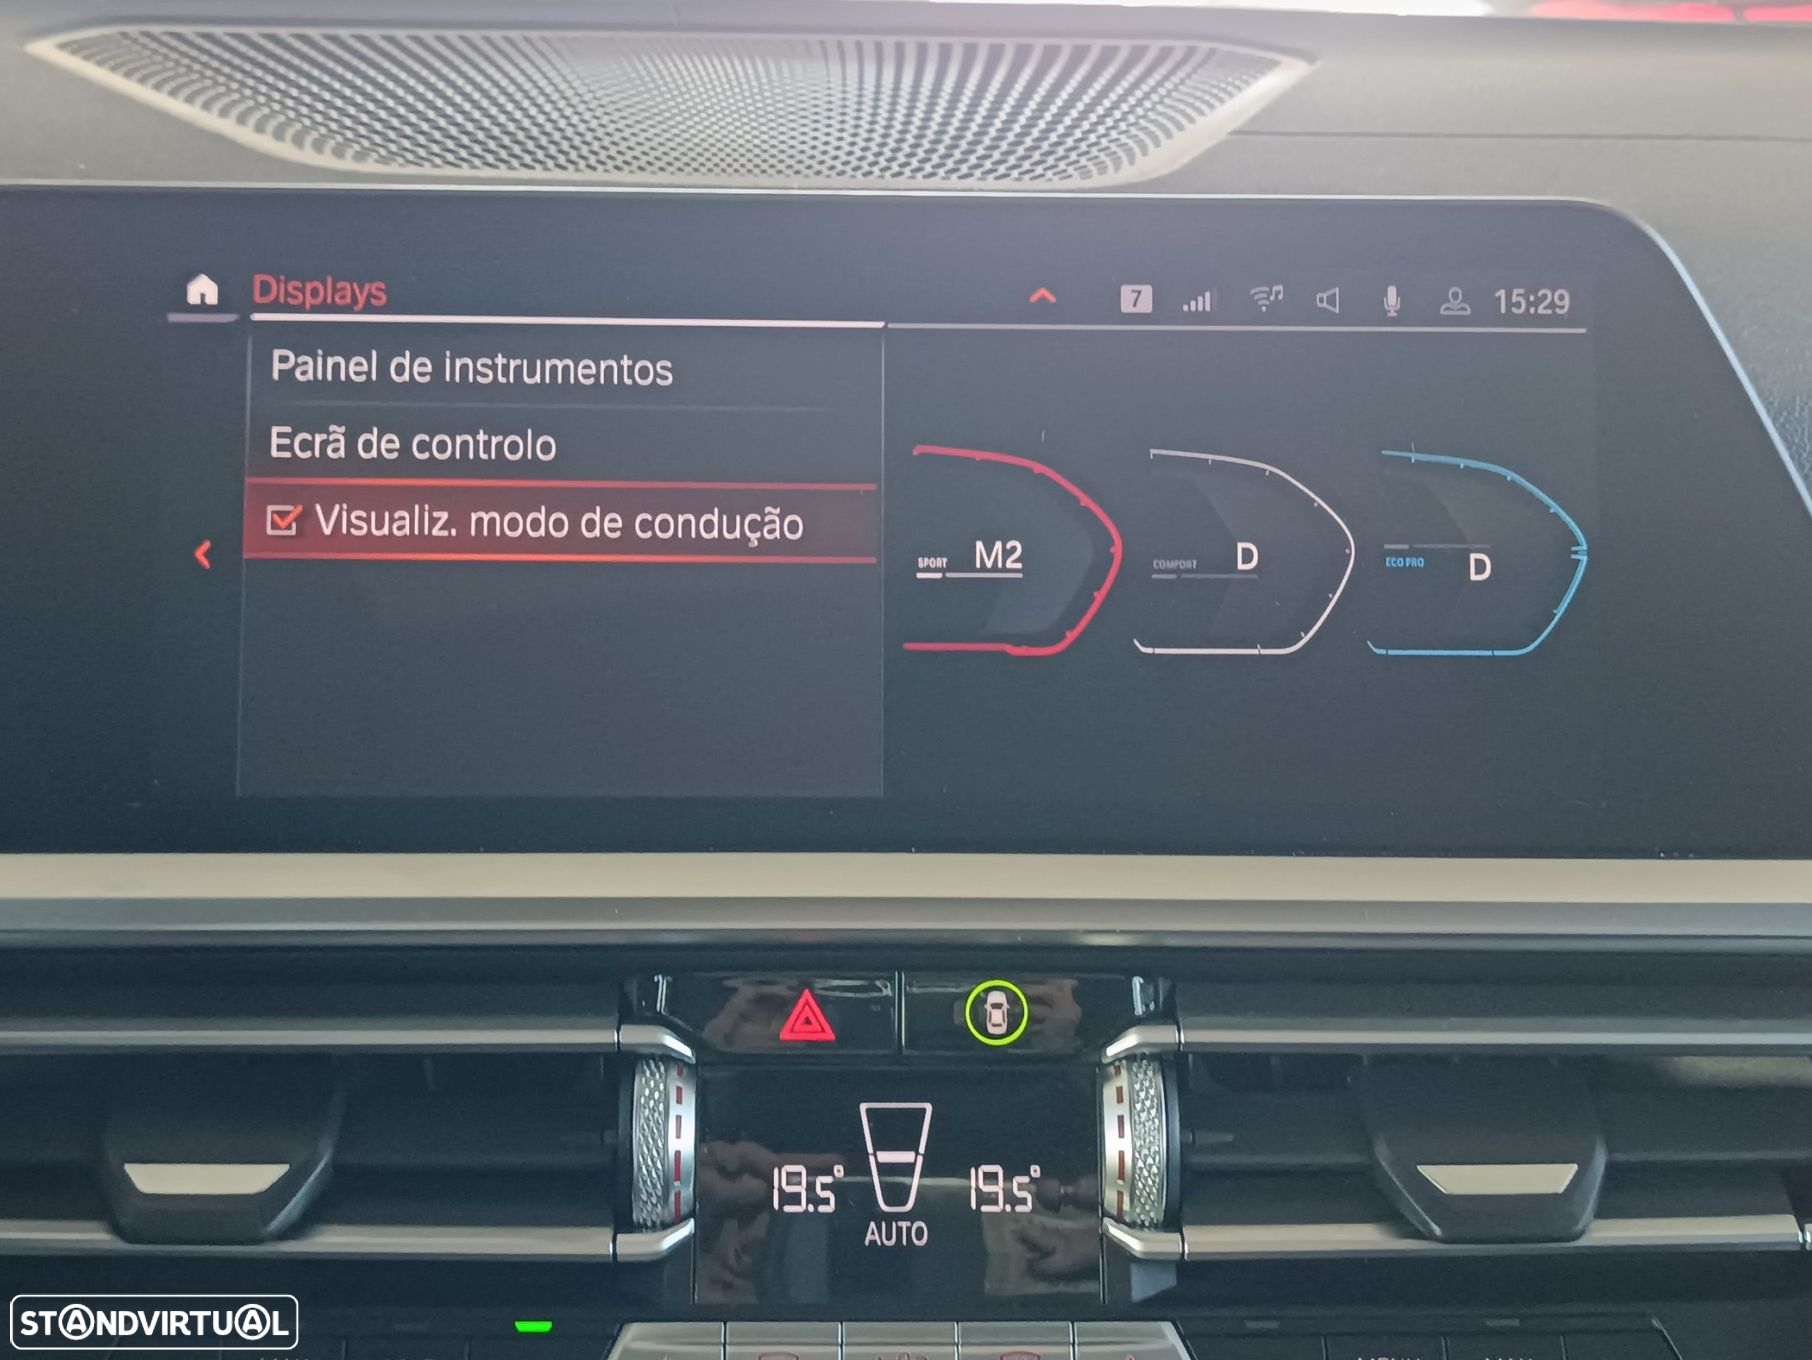 Displays
7
15:29
Painel de instrumentos
Ecrã de controlo
Visualiz. modo de condução
SPORT M2
COMFORT D
ECO PRO D
19.5°
19.5°
AUTO
STANDVIRTUAL